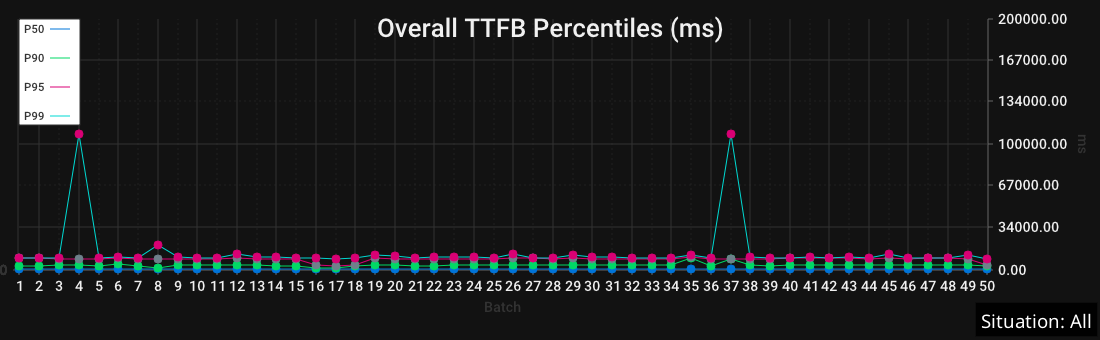 Overall TTFB Percentiles (ms)
P50
P90
P95
P99
200000.00
167000.00
134000.00
100000.00
67000.00
34000.00
0.00
ms
0
1 2 3 4 5 6 7 8 9 10 11 12 13 14 15 16 17 18 19 20 21 22 23 24 25 26 27 28 29 30 31 32 33 34 35 36 37 38 39 40 41 42 43 44 45 46 47 48 49 50
Batch
Situation: All